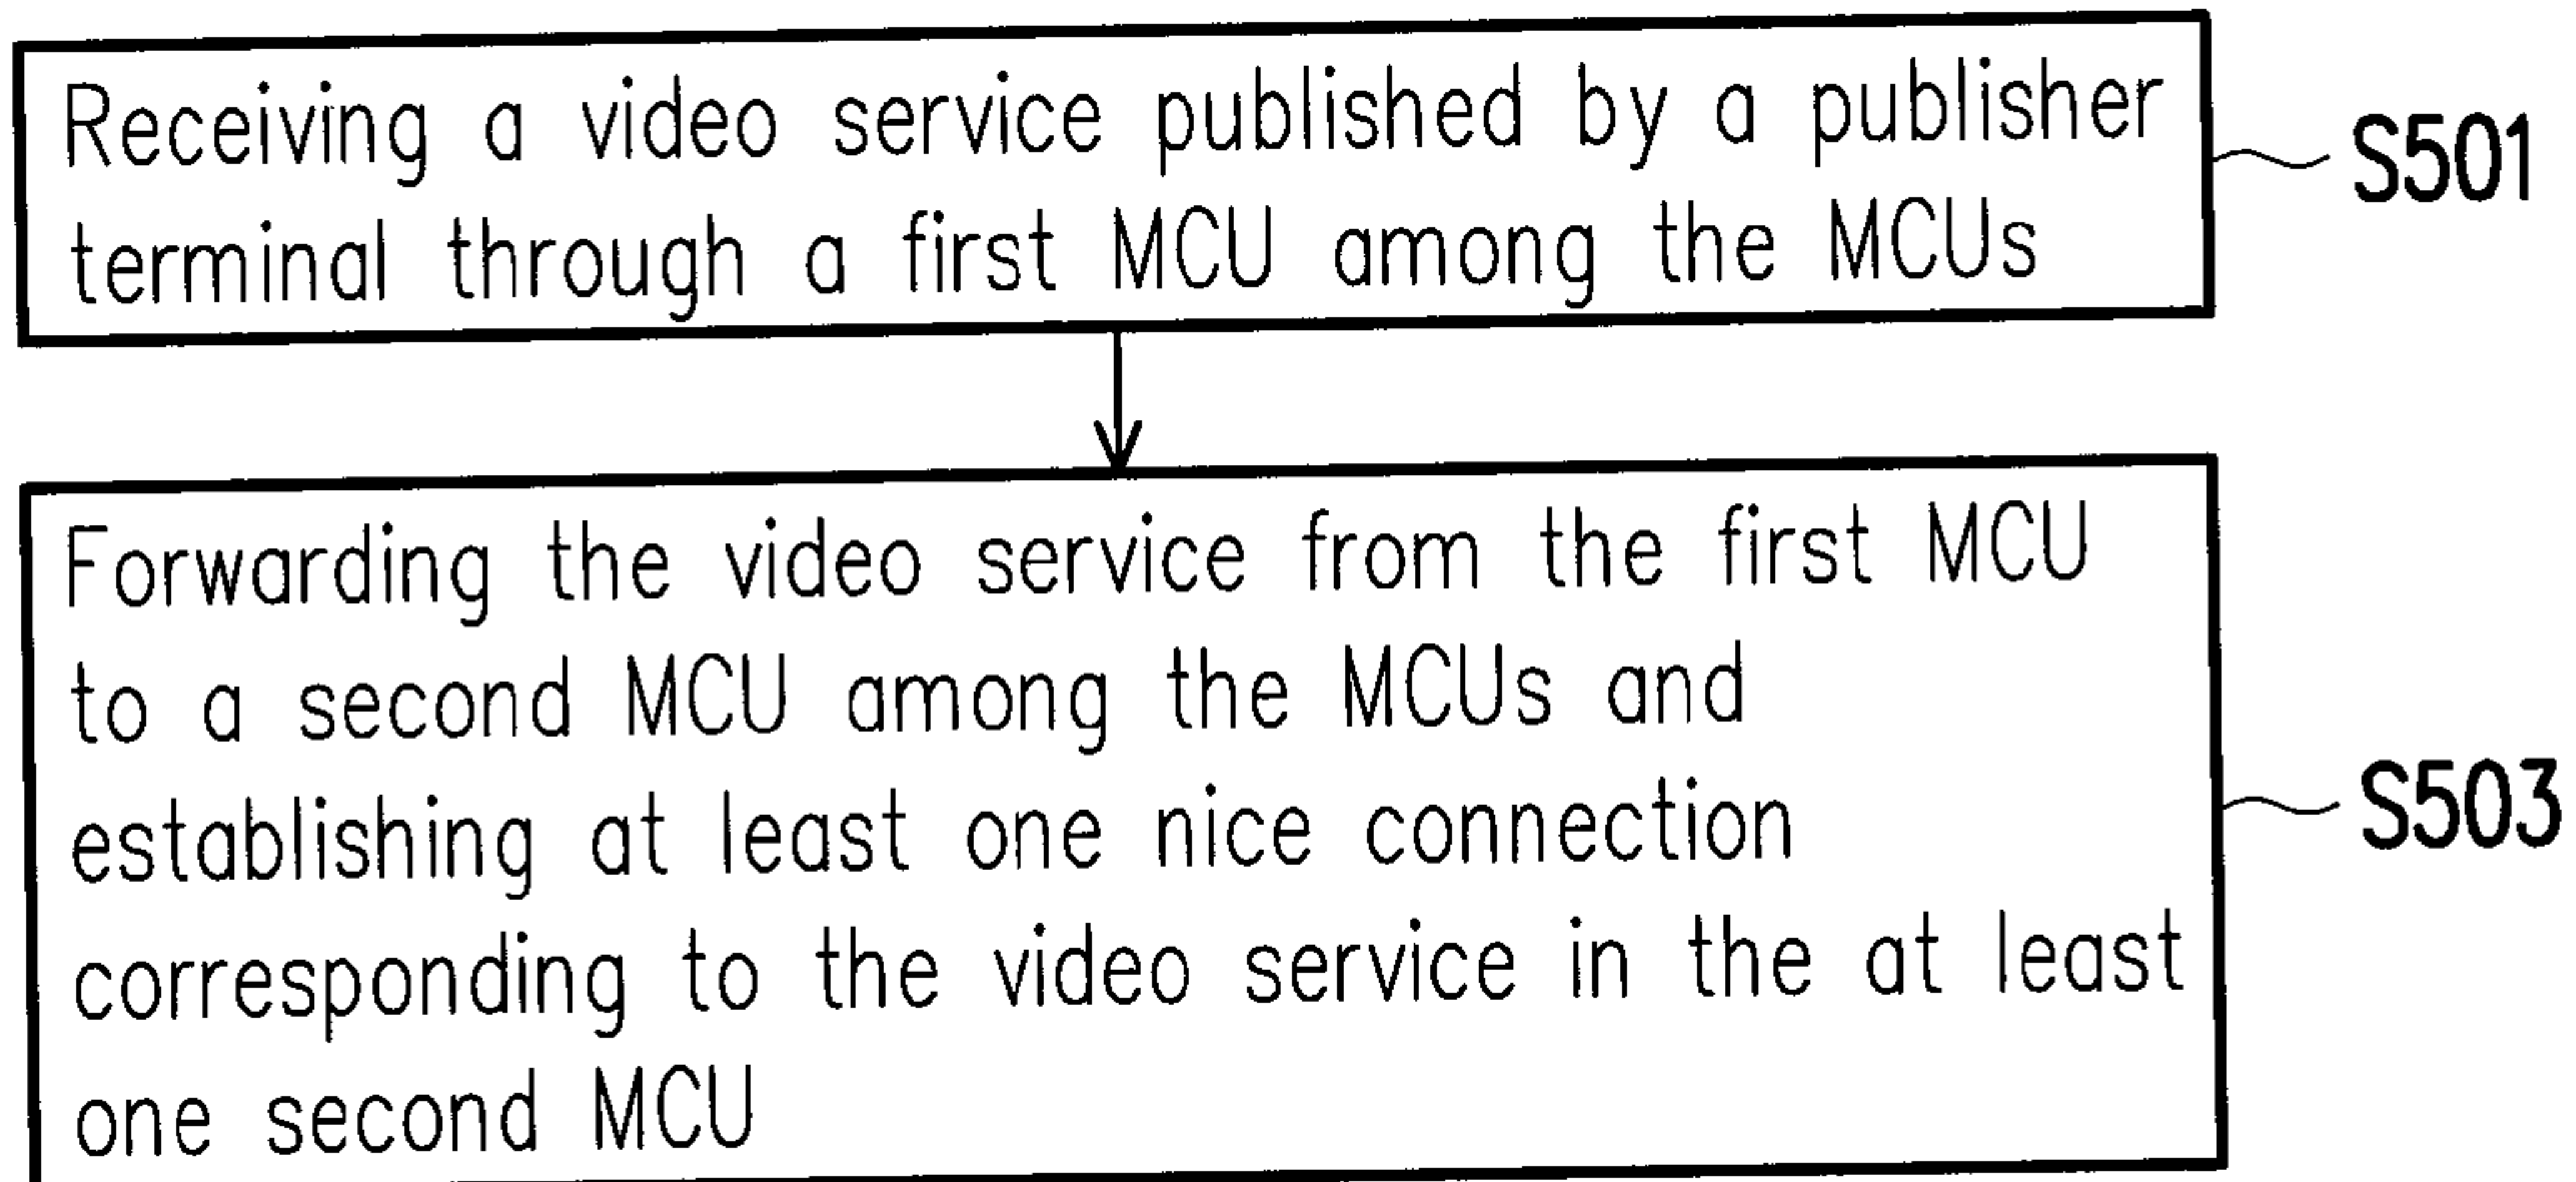 Receiving a video service published by a publisher
terminal through a first MCU among the MCUs
S501
Forwarding the video service from the first MCU
to a second MCU among the MCUs and
establishing at least one nice connection
corresponding to the video service in the at least
one second MCU
S503